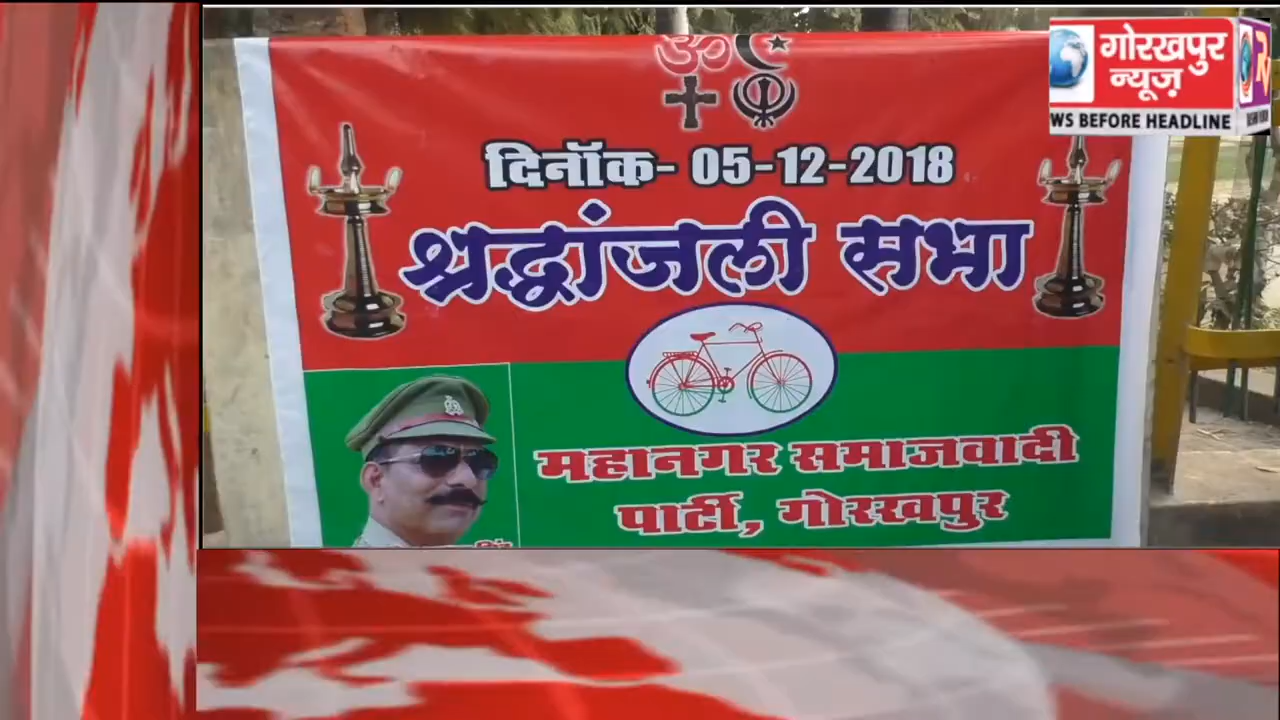 गोरखपुर
न्यूज़
WS BEFORE HEADLINE
दिनॉक- 05-12-2018
श्रद्धांजली सभा
महानगर समाजवादी
पार्टी, गोरखपुर